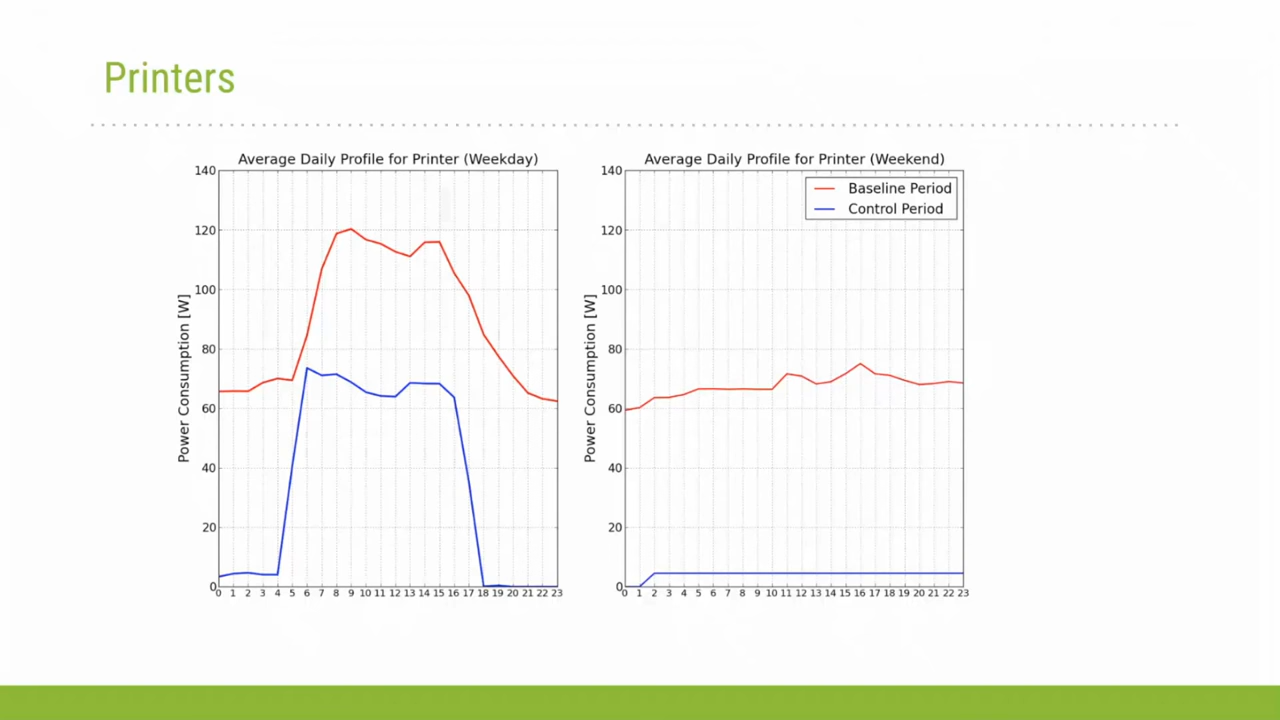 Printers
Average Daily Profile for Printer (Weekday)
140
120
100
80
60
40
20
0
Power Consumption [W]
0 1 2 3 4 5 6 7 8 9 10 11 12 13 14 15 16 17 18 19 20 21 22 23
Average Daily Profile for Printer (Weekend)
Baseline Period
Control Period
140
120
100
80
60
40
20
0
Power Consumption [W]
0 1 2 3 4 5 6 7 8 9 10 11 12 13 14 15 16 17 18 19 20 21 22 23